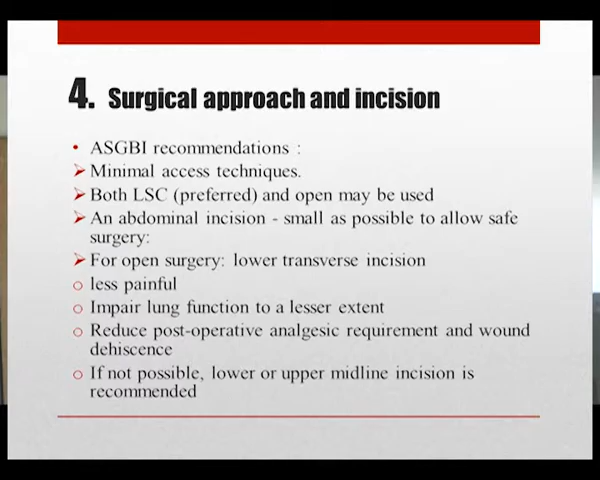 4. Surgical approach and incision
• ASGBI recommendations :
➢ Minimal access techniques.
➢ Both LSC (preferred) and open may be used
➢ An abdominal incision - small as possible to allow safe
surgery:
➢ For open surgery: lower transverse incision
o less painful
o Impair lung function to a lesser extent
o Reduce post-operative analgesic requirement and wound
dehiscence
o If not possible, lower or upper midline incision is
recommended